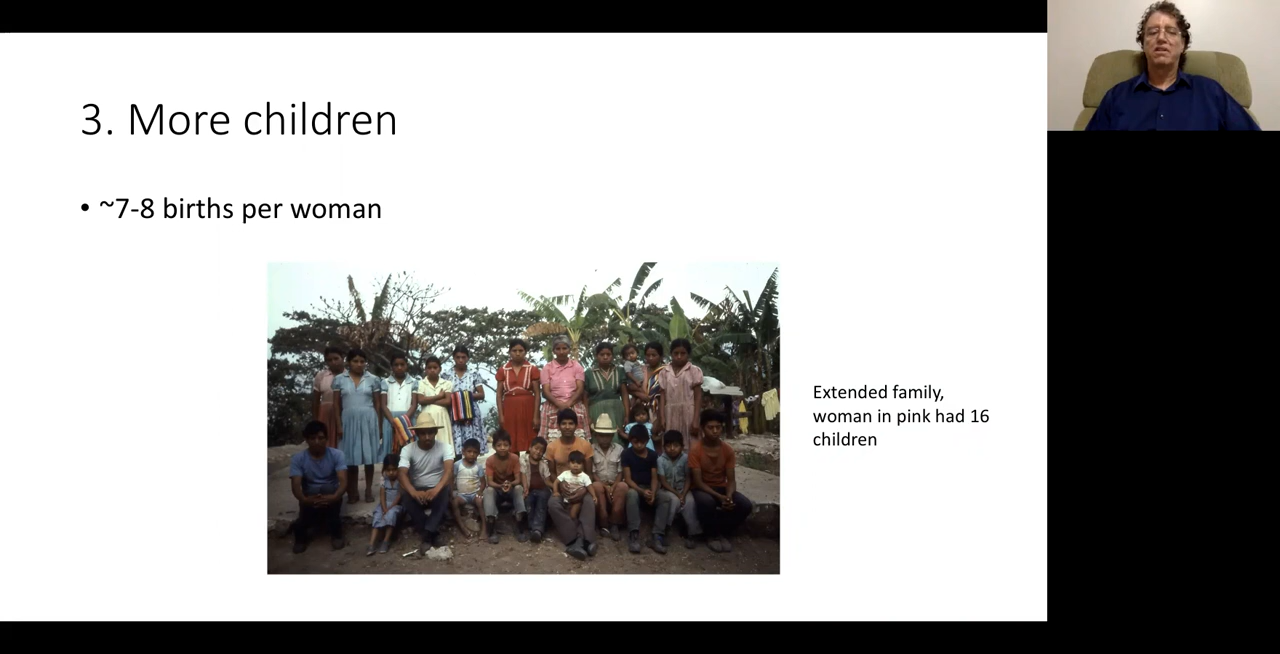 3. More children
• ~7-8 births per woman
Extended family,
woman in pink had 16
children